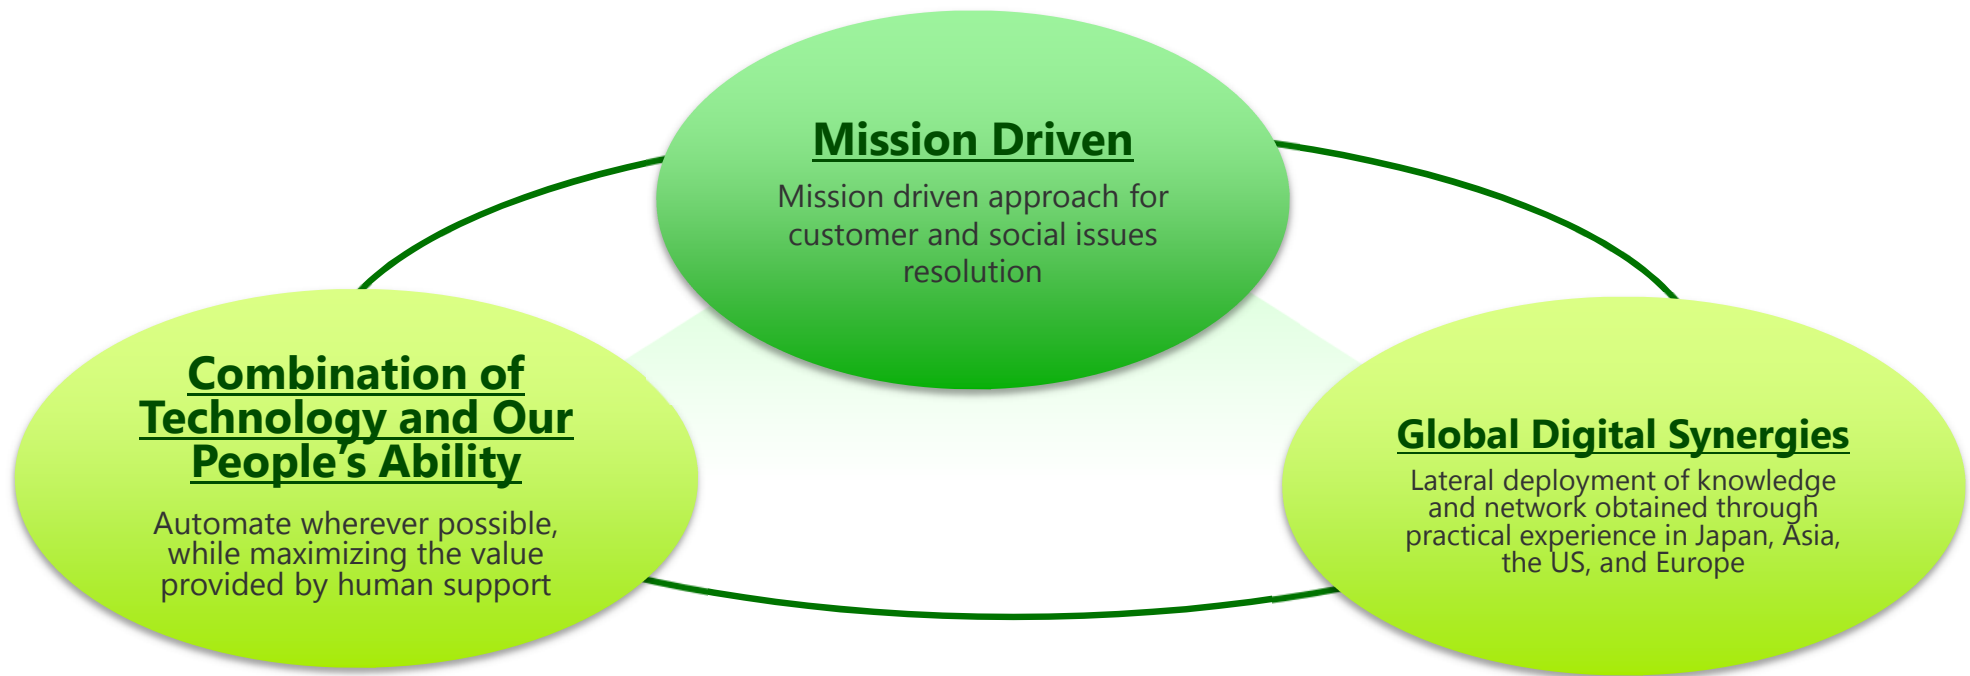 Mission Driven
Mission driven approach for
customer and social issues
resolution
Combination of
Technology and Our
People’s Ability
Automate wherever possible,
while maximizing the value
provided by human support
Global Digital Synergies
Lateral deployment of knowledge
and network obtained through
practical experience in Japan, Asia,
the US, and Europe